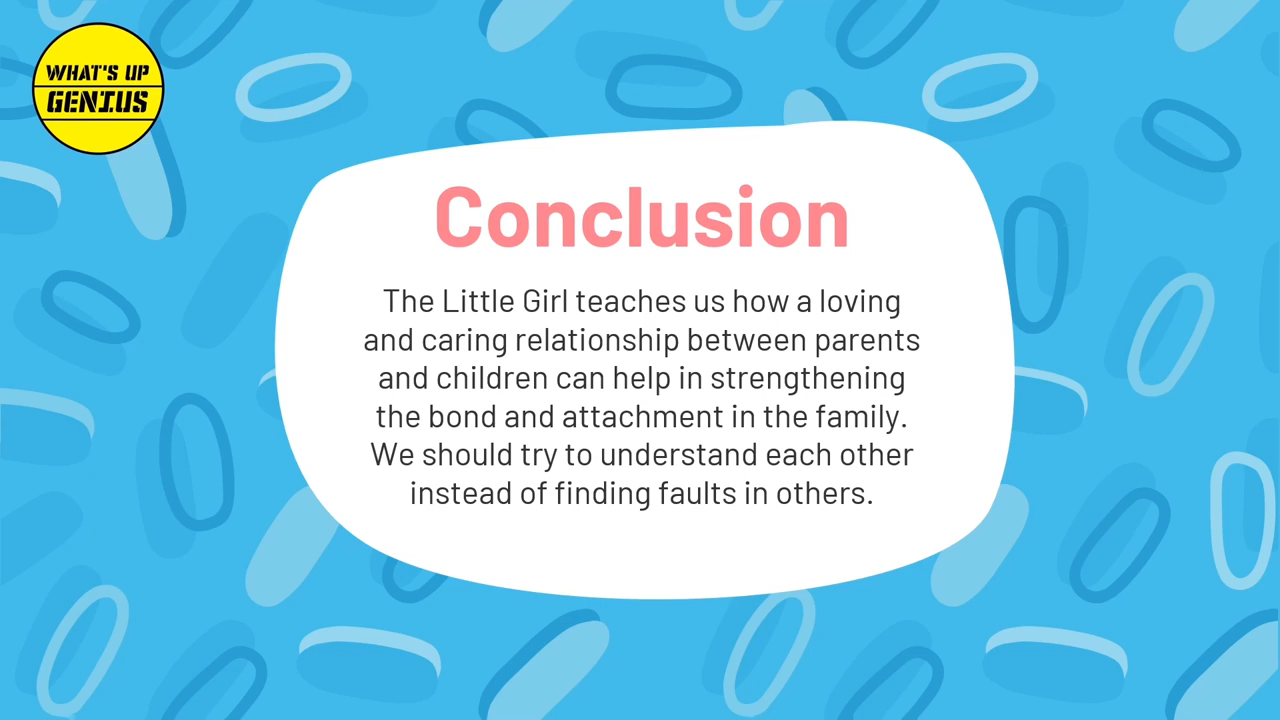 WHAT'S UP
GENIUS
Conclusion
The Little Girl teaches us how a loving
and caring relationship between parents
and children can help in strengthening
the bond and attachment in the family.
We should try to understand each other
instead of finding faults in others.